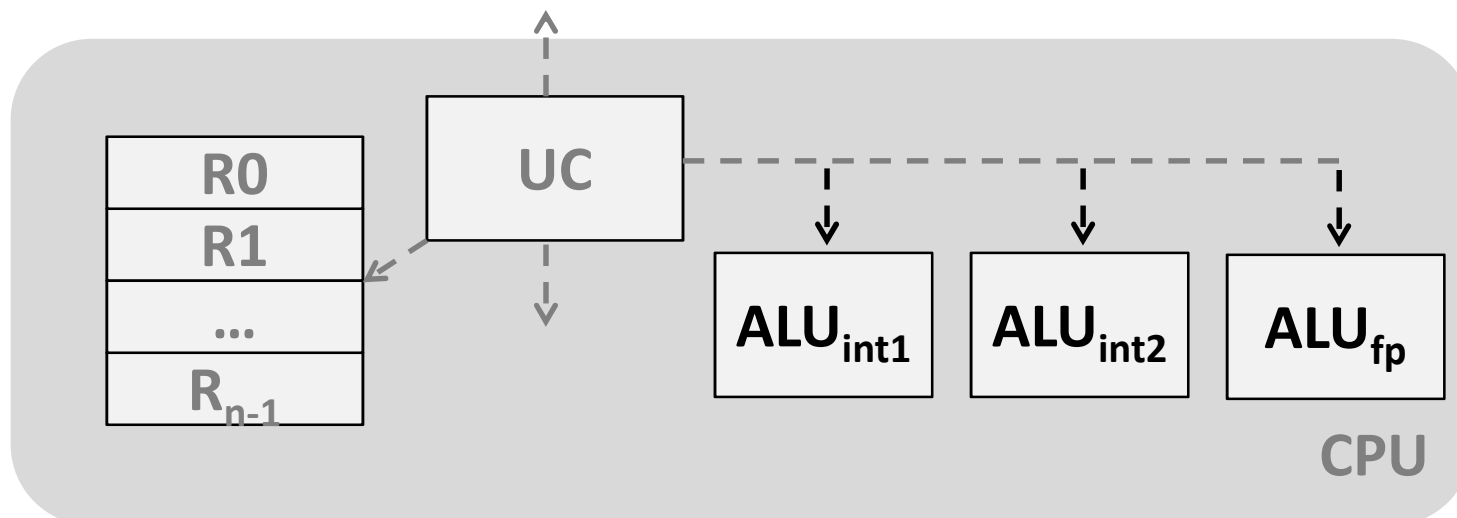 R0
R1
...
Rn-1
UC
ALUint1
ALUint2
ALUfp
CPU